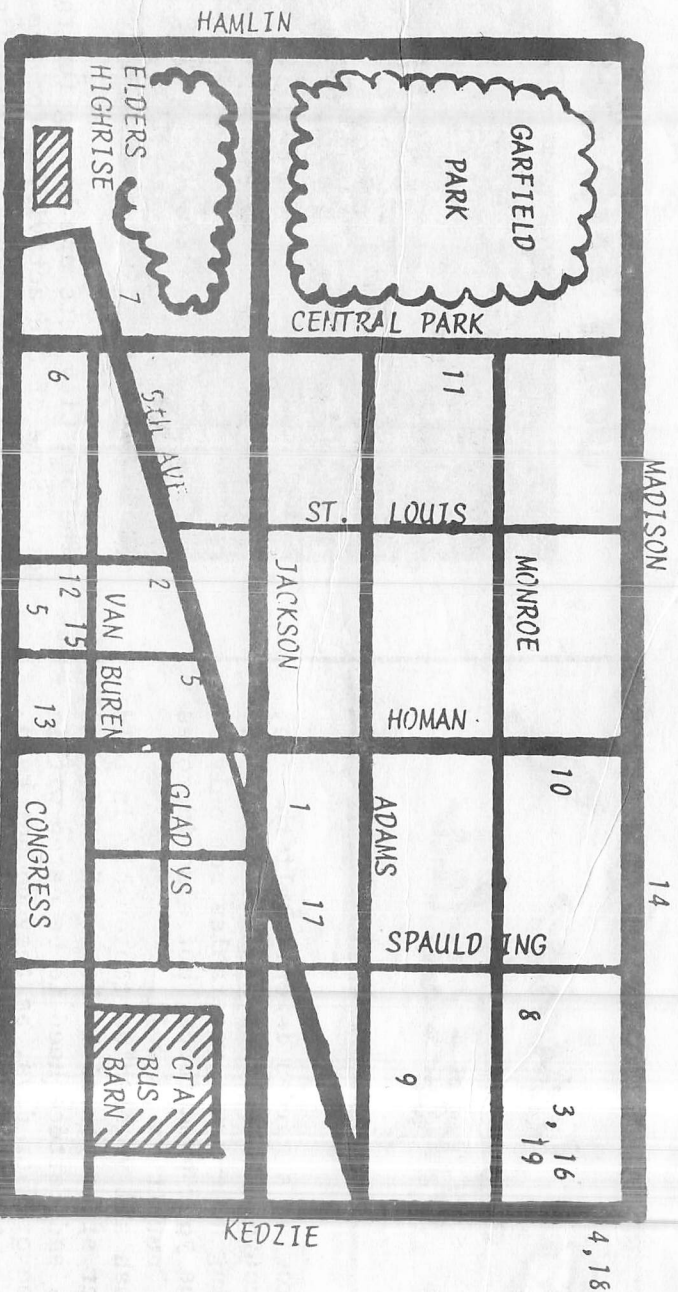 HAMLIN
ELDERS
HIGHRISE
GARFIELD
PARK
CENTRAL PARK
7
11
6
5TH AVE
MADISON
ST. LOUIS
JACKSON
MONROE
2
12 15
5
VAN BUREN
5
13
HOMAN
10
GLADYS
1
ADAMS
CONGRESS
14
17
SPAULDING
8
9
3, 16
19
CTA
BUS
BARN
KEDZIE
4, 18